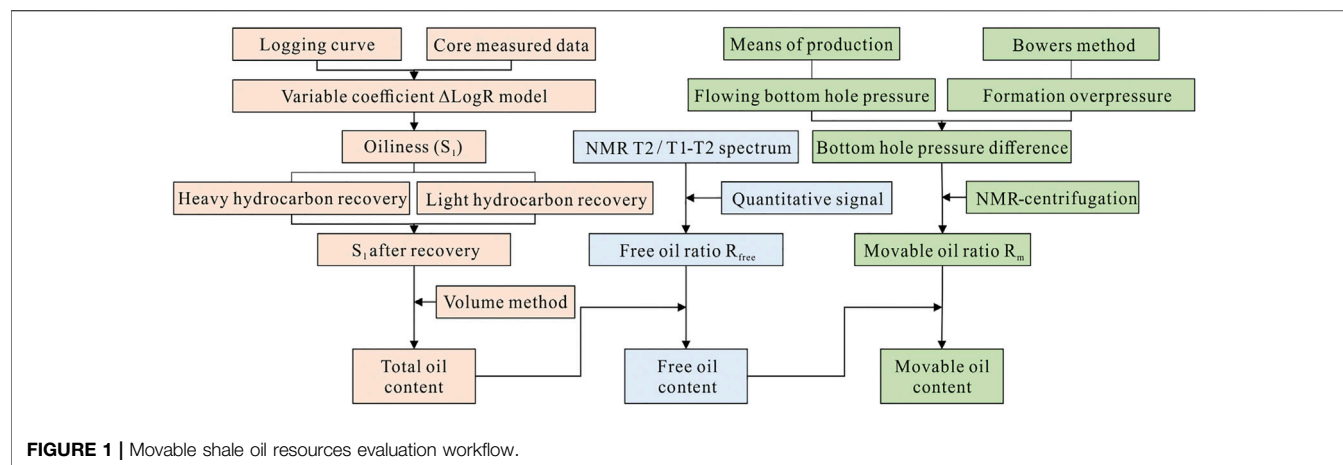 Logging curve
Core measured data
Means of production
Bowers method
Variable coefficient ΔLogR model
Flowing bottom hole pressure
Formation overpressure
Oiliness (S₁)
NMR T2 / T1-T2 spectrum
Bottom hole pressure difference
Heavy hydrocarbon recovery
Light hydrocarbon recovery
Quantitative signal
NMR-centrifugation
S₁ after recovery
Free oil ratio R_free
Movable oil ratio R_m
Volume method
Total oil
content
Free oil
content
Movable oil
content
FIGURE 1 | Movable shale oil resources evaluation workflow.